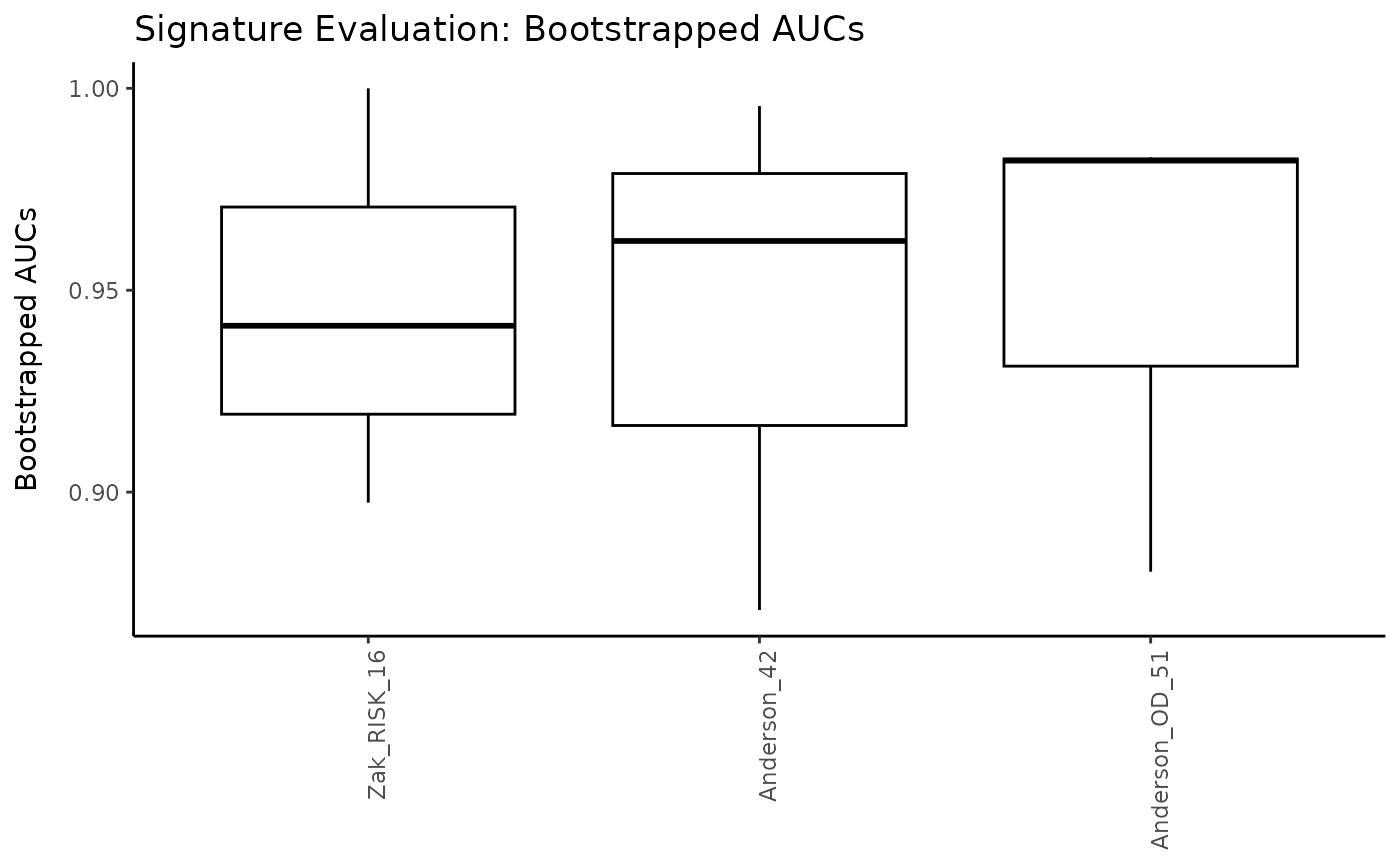 Signature Evaluation: Bootstrapped AUCs
Bootstrapped AUCs
1.00
0.95
0.90
Zak_RISK_16
Anderson_42
Anderson_OD_51